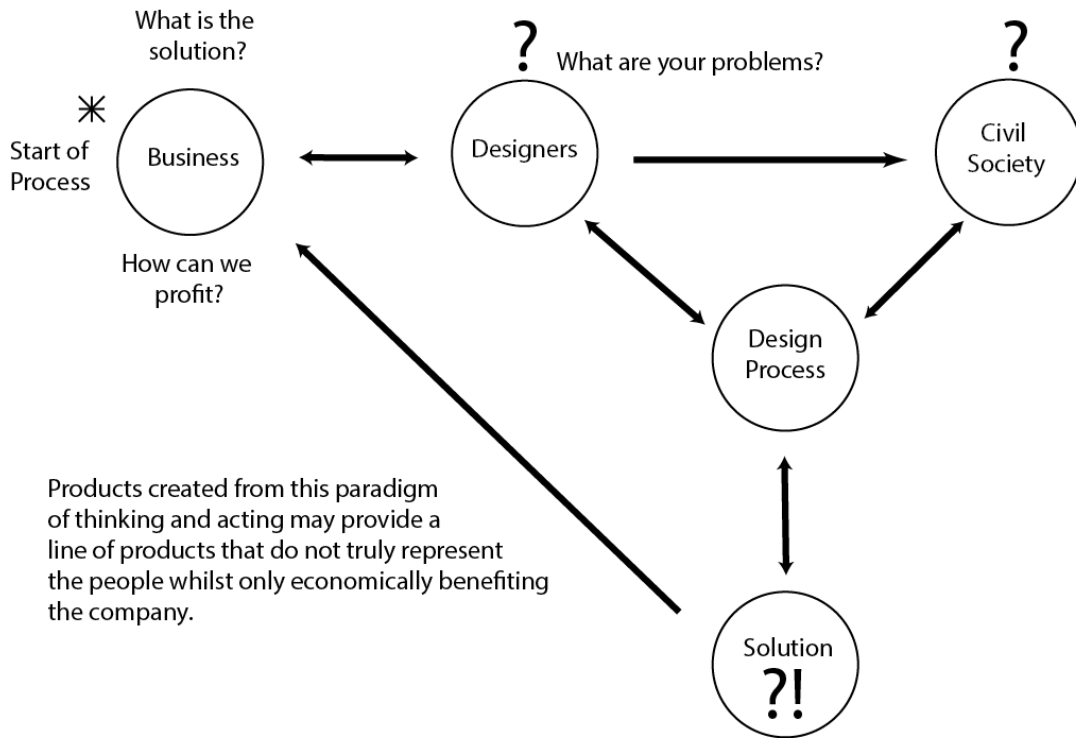 What is the
solution?
?
What are your problems?
?
Start of
Process
Business
Designers
Civil
Society
How can we
profit?
Design
Process
Products created from this paradigm
of thinking and acting may provide a
line of products that do not truly represent
the people whilst only economically benefiting
the company.
Solution
?!